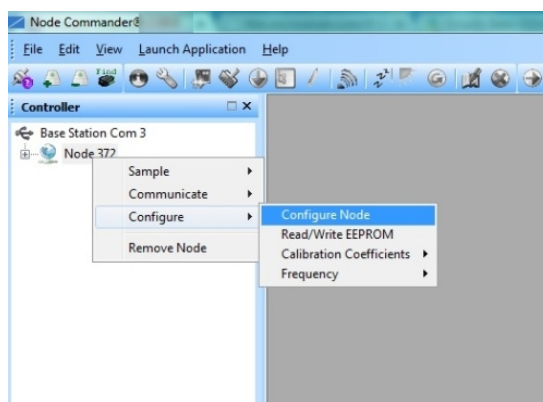 Node Commander®
File Edit View Launch Application Help
Find
Controller
Base Station Com 3
Node 372
Sample
Communicate
Configure
Remove Node
Configure Node
Read/Write EEPROM
Calibration Coefficients
Frequency